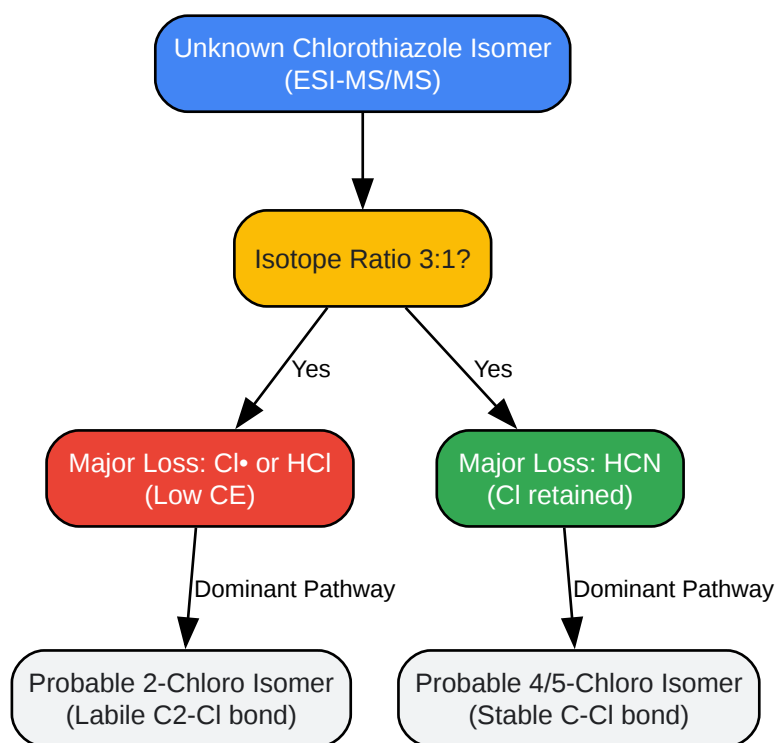 Unknown Chlorothiazole Isomer
(ESI-MS/MS)
Isotope Ratio 3:1?
Yes
Yes
Major Loss: Cl• or HCl
(Low CE)
Major Loss: HCN
(Cl retained)
Dominant Pathway
Dominant Pathway
Probable 2-Chloro Isomer
(Labile C2-Cl bond)
Probable 4/5-Chloro Isomer
(Stable C-Cl bond)